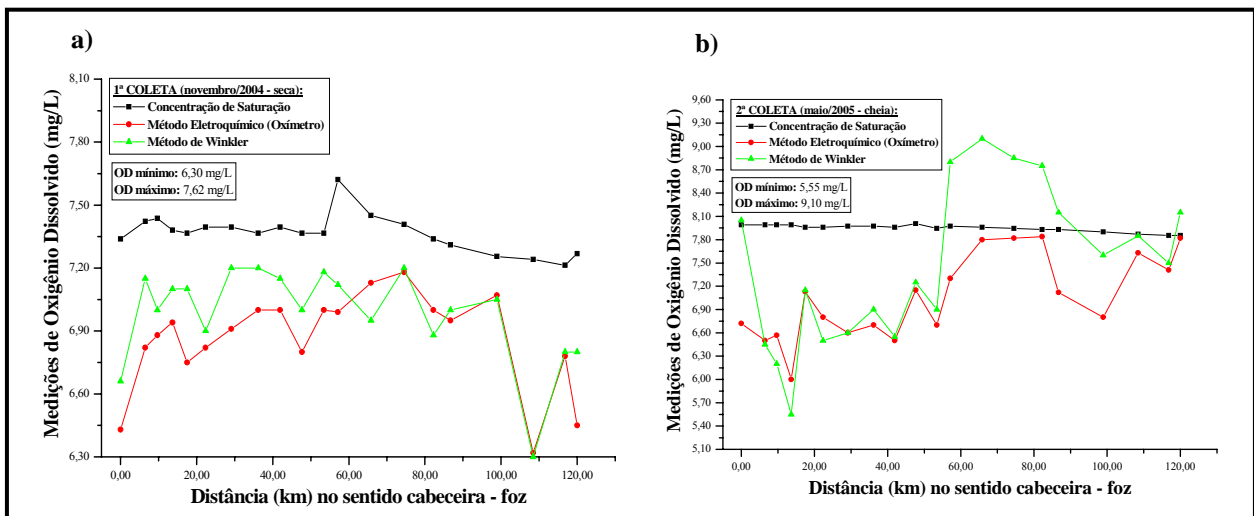 a)
1ª COLETA (novembro/2004 - seca):
Concentração de Saturação
Método Eletroquímico (Oxímetro)
Método de Winkler
OD mínimo: 6,30 mg/L
OD máximo: 7,62 mg/L
Medições de Oxigênio Dissolvido (mg/L)
8,10
7,80
7,50
7,20
6,90
6,60
6,30
0,00 20,00 40,00 60,00 80,00 100,00 120,00
Distância (km) no sentido cabeceira - foz
b)
2ª COLETA (maio/2005 - cheia):
Concentração de Saturação
Método Eletroquímico (Oxímetro)
Método de Winkler
OD mínimo: 5,55 mg/L
OD máximo: 9,10 mg/L
Medições de Oxigênio Dissolvido (mg/L)
9,60
9,30
9,00
8,70
8,40
8,10
7,80
7,50
7,20
6,90
6,60
6,30
6,00
5,70
5,40
5,10
0,00 20,00 40,00 60,00 80,00 100,00 120,00
Distância (km) no sentido cabeceira - foz